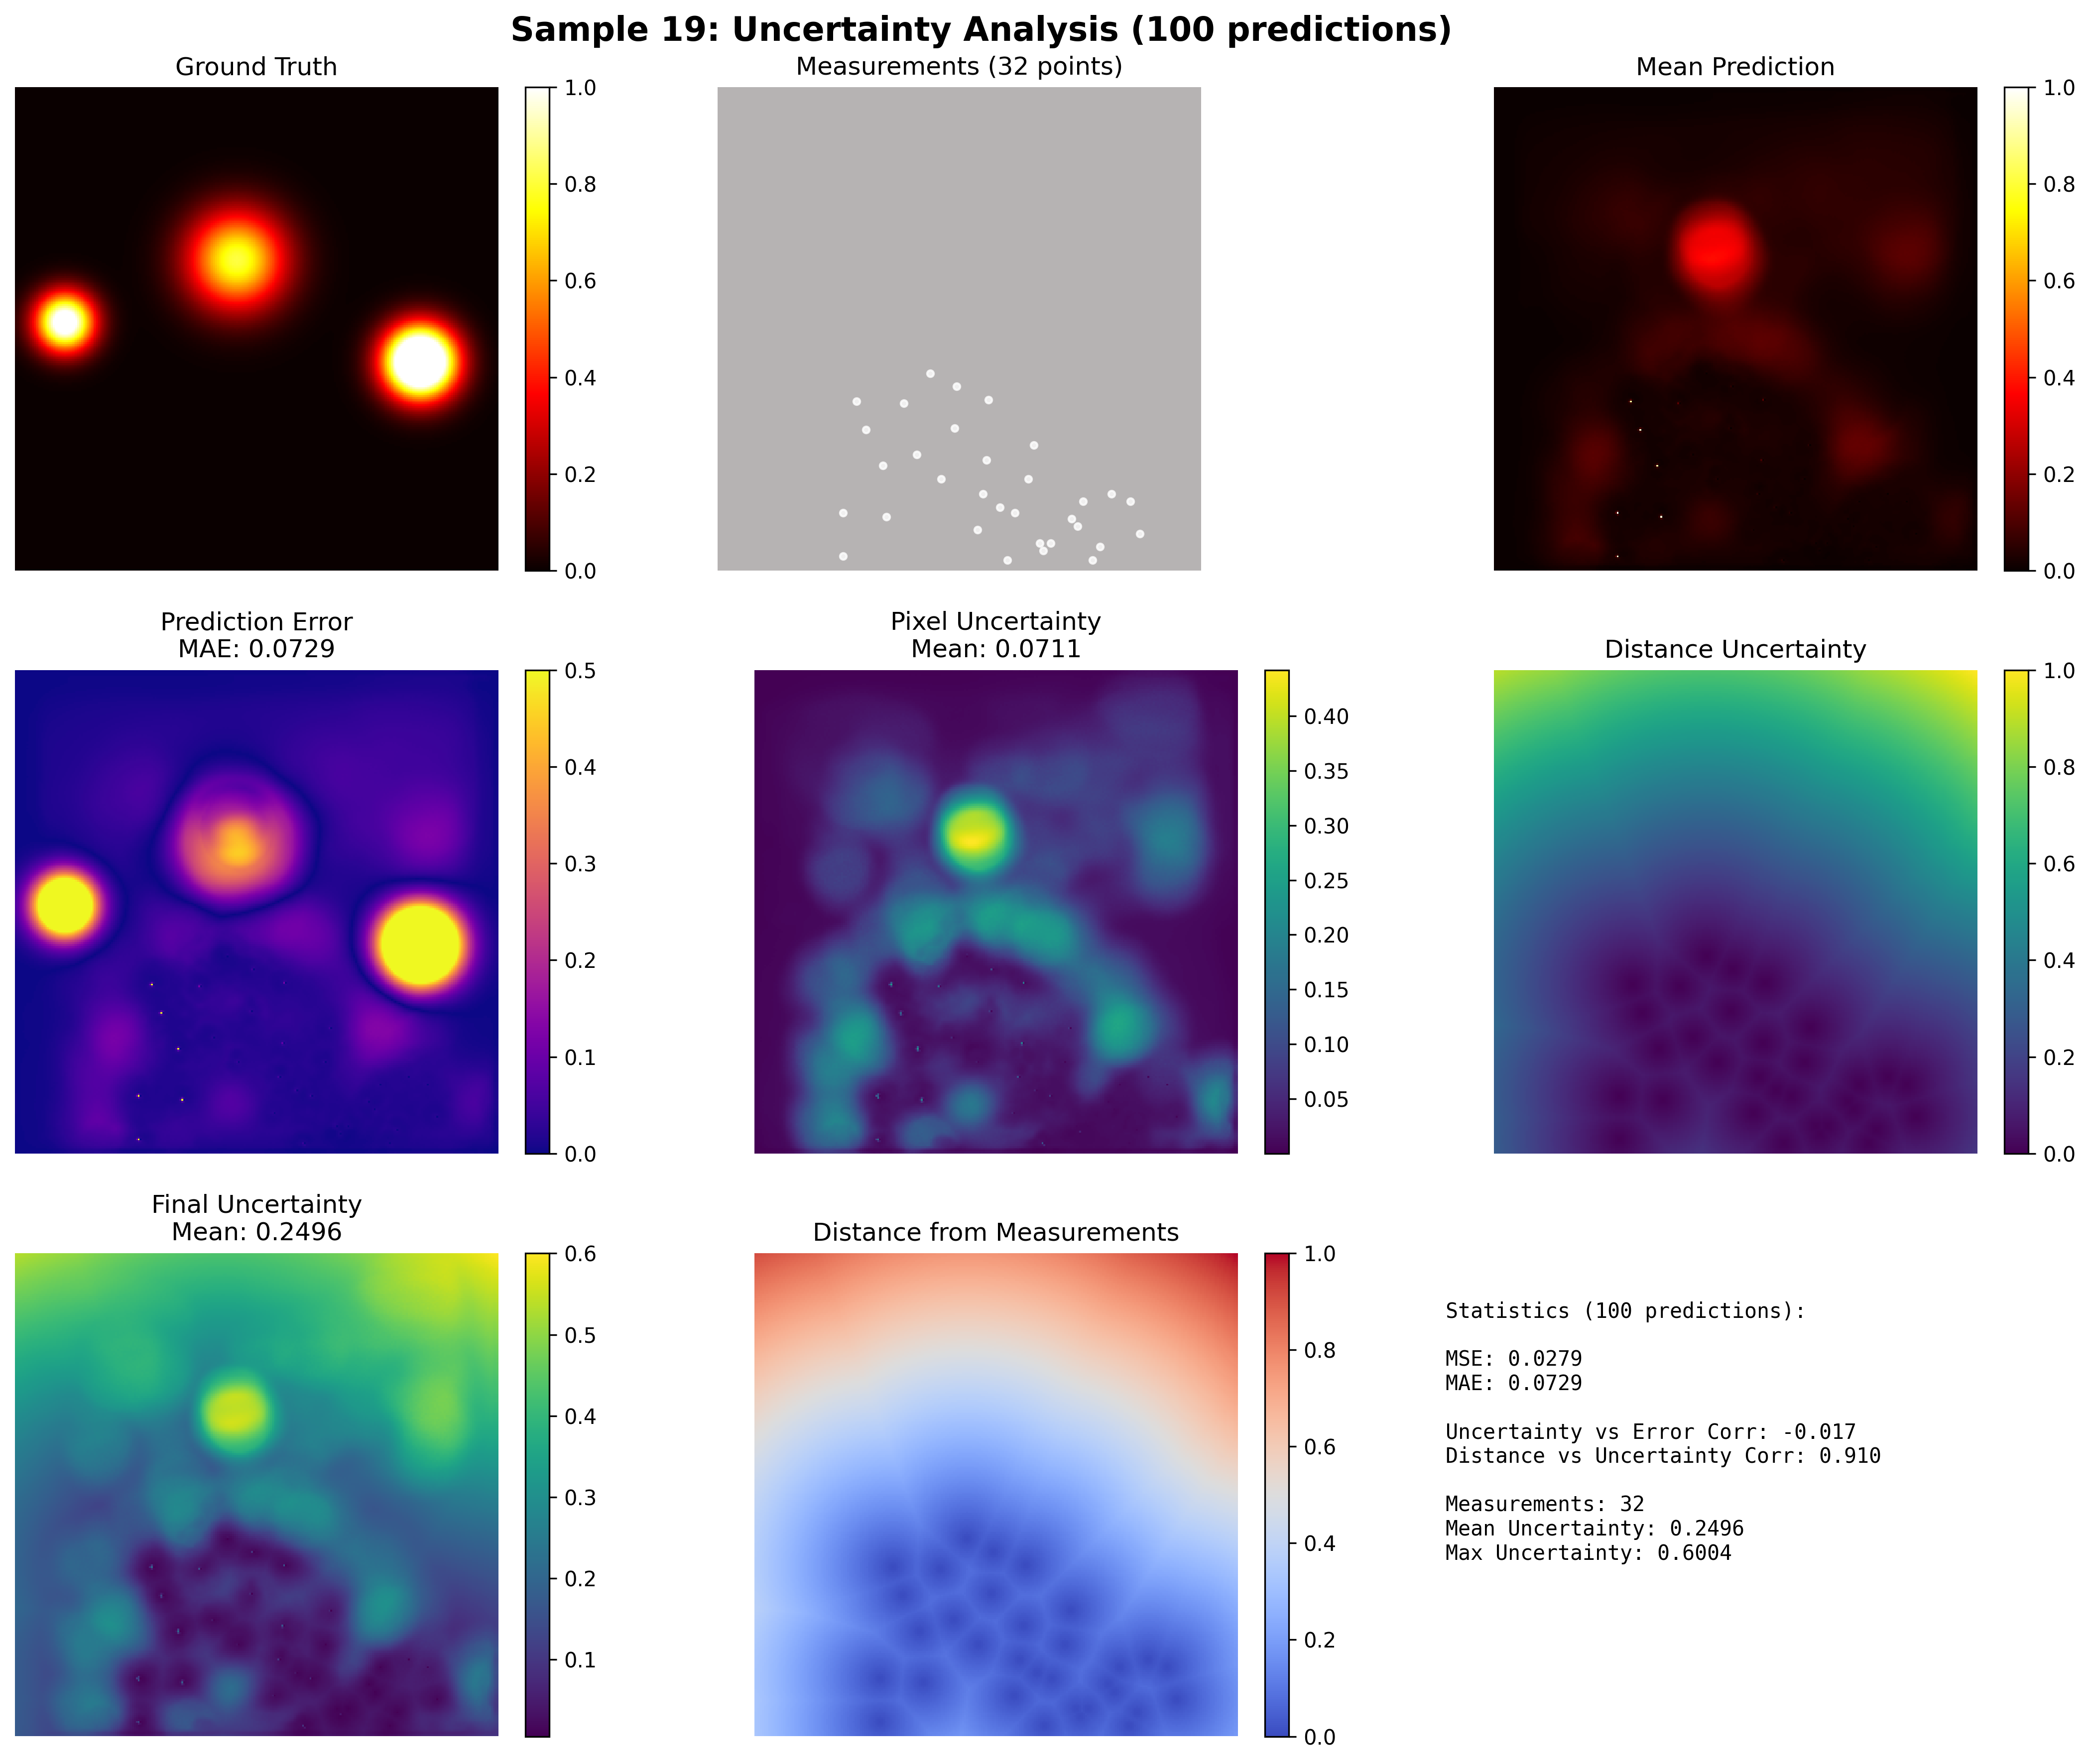 Sample 19: Uncertainty Analysis (100 predictions)
Ground Truth
1.0
0.8
0.6
0.4
0.2
0.0
Measurements (32 points)
Mean Prediction
1.0
0.8
0.6
0.4
0.2
0.0
Prediction Error
MAE: 0.0729
0.5
0.4
0.3
0.2
0.1
0.0
Pixel Uncertainty
Mean: 0.0711
0.40
0.35
0.30
0.25
0.20
0.15
0.10
0.05
Distance Uncertainty
1.0
0.8
0.6
0.4
0.2
0.0
Final Uncertainty
Mean: 0.2496
0.6
0.5
0.4
0.3
0.2
0.1
Distance from Measurements
1.0
0.8
0.6
0.4
0.2
0.0
Statistics (100 predictions):
MSE: 0.0279
MAE: 0.0729
Uncertainty vs Error Corr: -0.017
Distance vs Uncertainty Corr: 0.910
Measurements: 32
Mean Uncertainty: 0.2496
Max Uncertainty: 0.6004